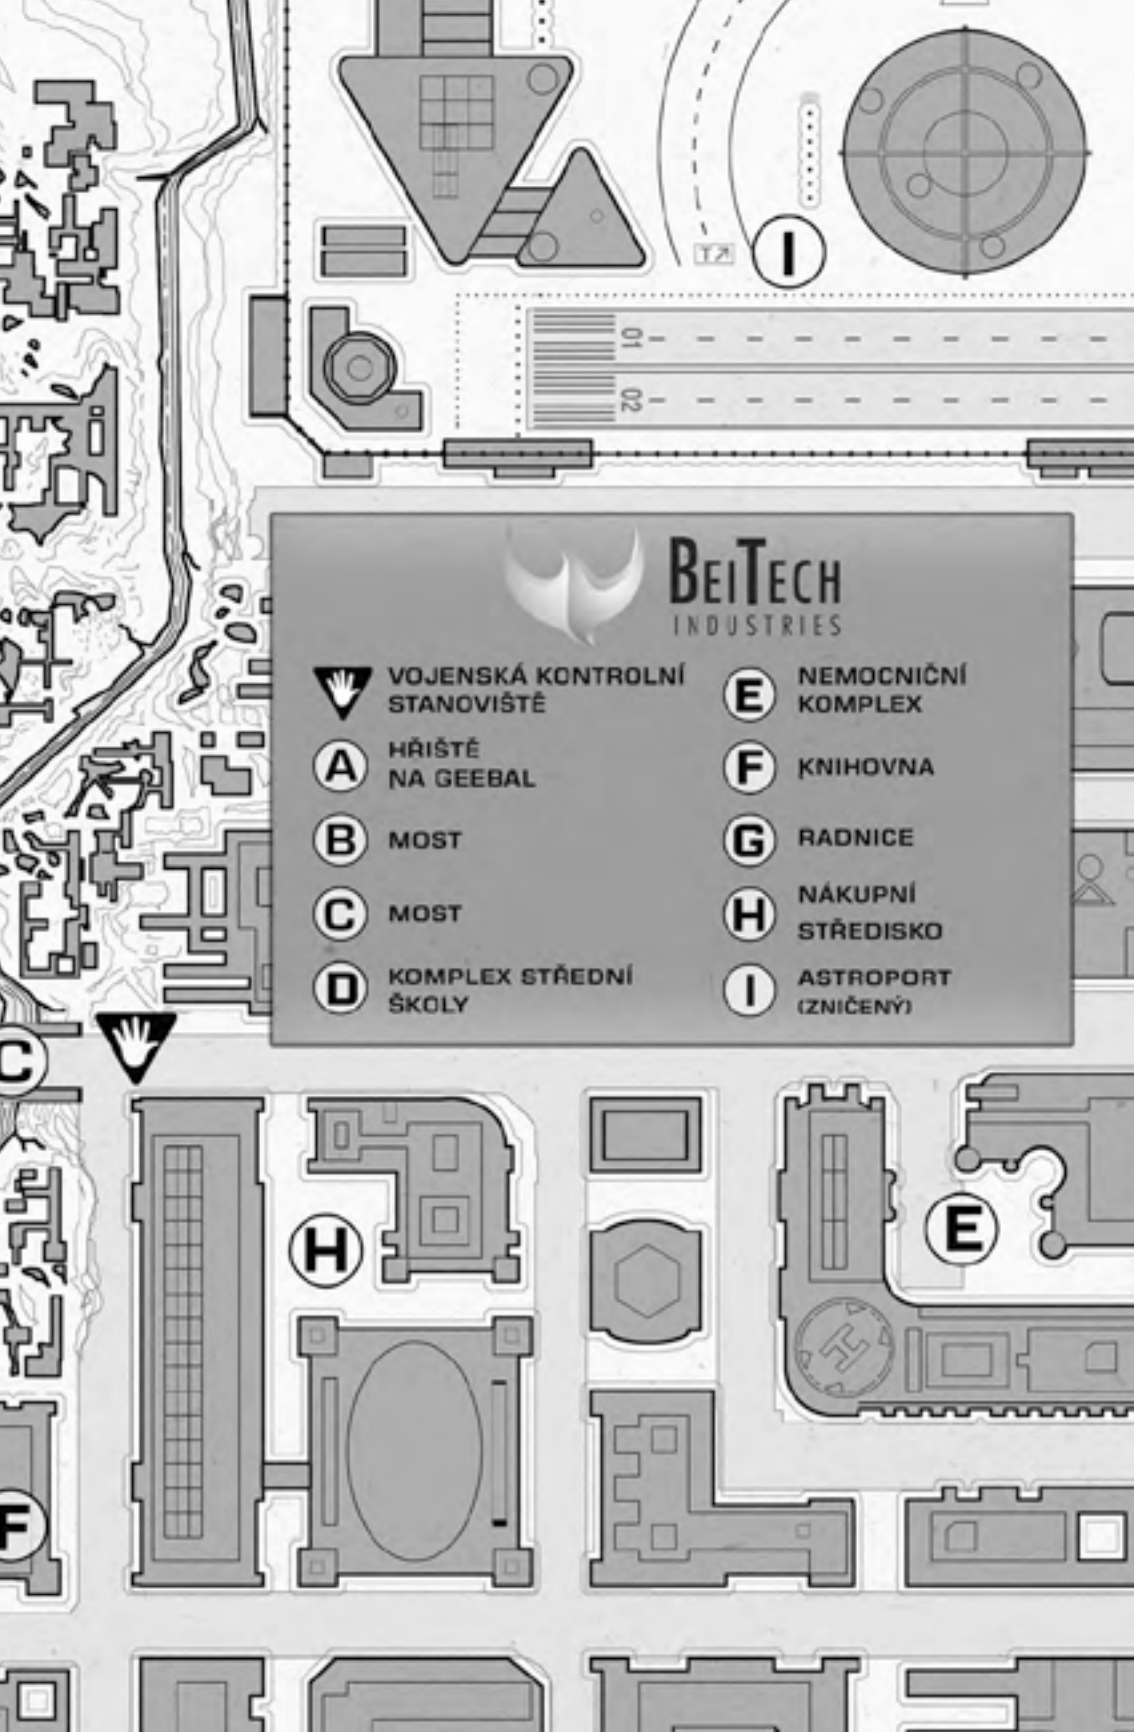 T↗
I
01
02
BEITECH
INDUSTRIES
VOJENSKÁ KONTROLNÍ
STANOVIŠTĚ
A HŘIŠTĚ
NA GEEBAL
B MOST
C MOST
D KOMPLEX STŘEDNÍ
ŠKOLY
E NEMOCNIČNÍ
KOMPLEX
F KNIHOVNA
G RADNICE
H NÁKUPNÍ
STŘEDISKO
I ASTROPORT
(ZNIČENÝ)
C
H
E
H
F